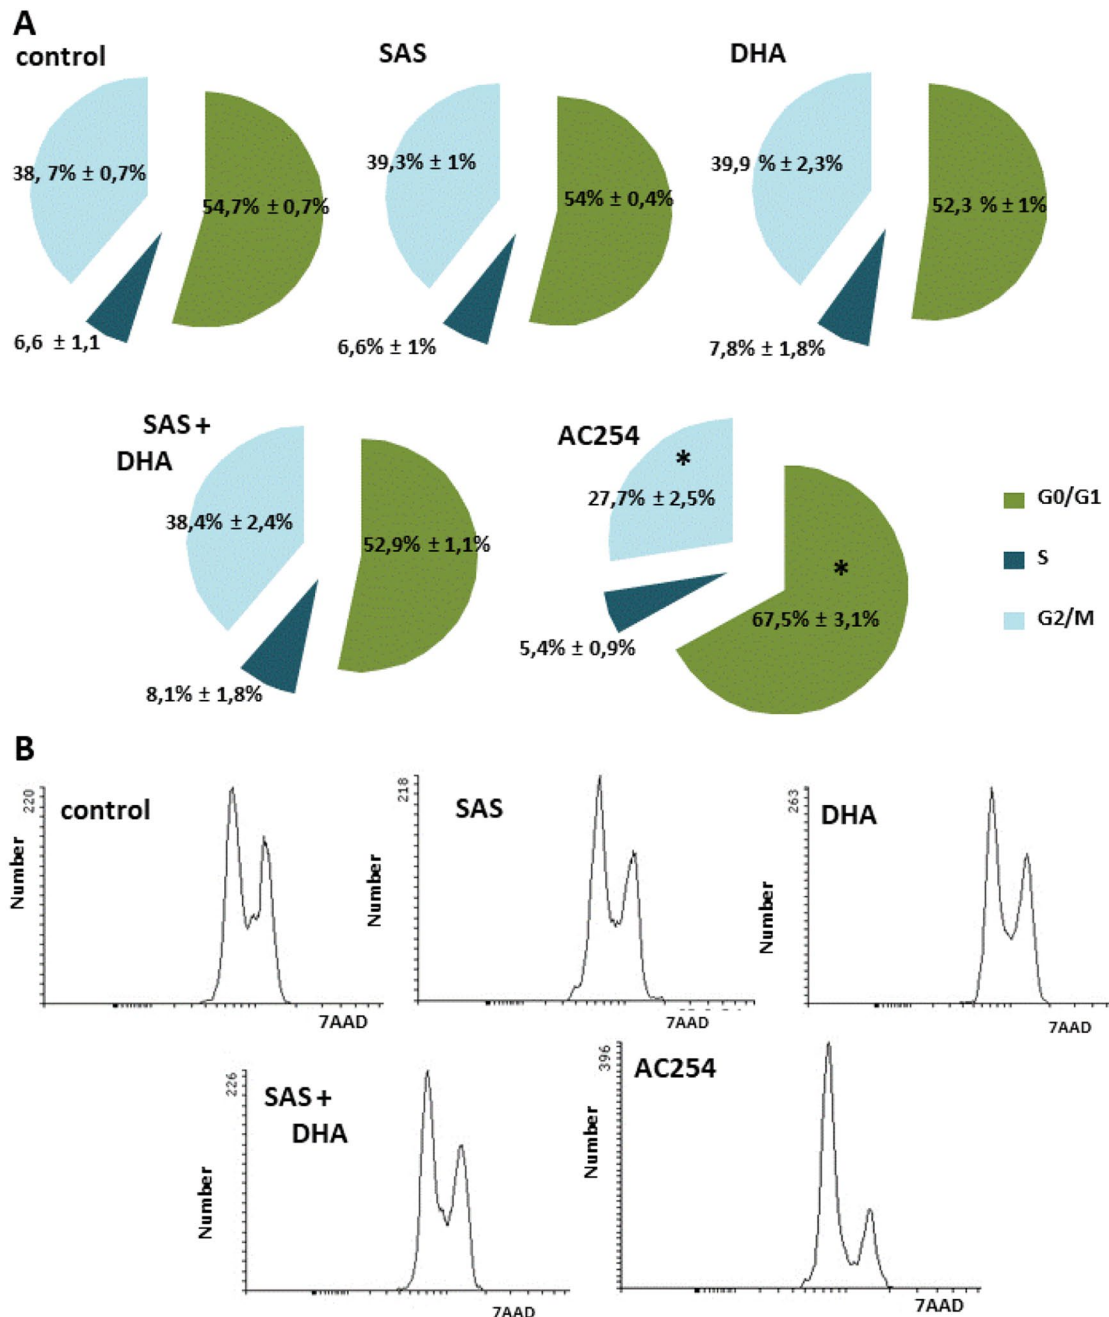 A
control
SAS
DHA
38, 7% ± 0,7%
54,7% ± 0,7%
6,6 ± 1,1
39,3% ± 1%
54% ± 0,4%
6,6% ± 1%
39,9 % ± 2,3%
52,3 % ± 1%
7,8% ± 1,8%
SAS +
DHA
38,4% ± 2,4%
52,9% ± 1,1%
8,1% ± 1,8%
AC254
*
27,7% ± 2,5%
*
67,5% ± 3,1%
5,4% ± 0,9%
G0/G1
S
G2/M
B
220
Number
control
7AAD
218
Number
SAS
7AAD
263
Number
DHA
7AAD
226
Number
SAS +
DHA
7AAD
396
Number
AC254
7AAD